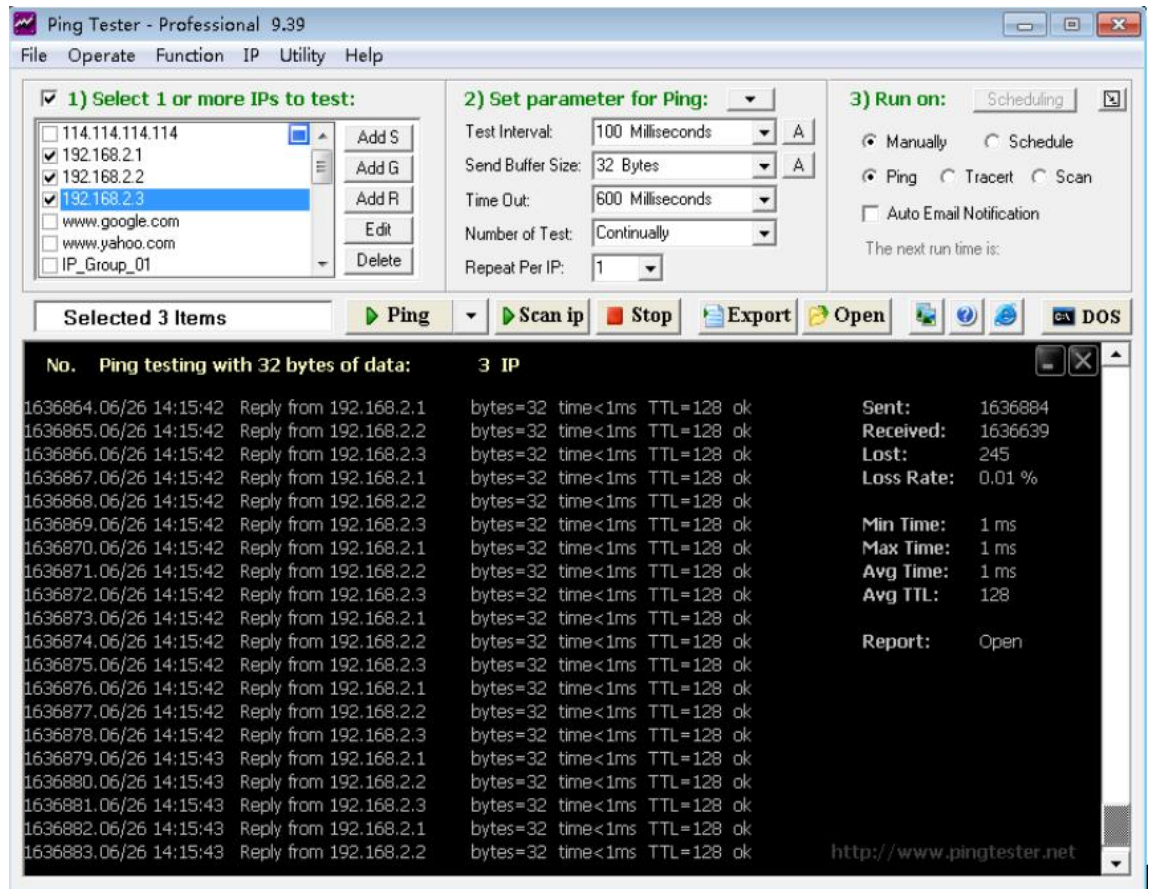 Ping Tester - Professional 9.39
File Operate Function IP Utility Help
1) Select 1 or more IPs to test:
114.114.114.114
192.168.2.1
192.168.2.2
192.168.2.3
www.google.com
www.yahoo.com
IP_Group_01
Add S
Add G
Add R
Edit
Delete
2) Set parameter for Ping:
Test Interval: 100 Milliseconds A
Send Buffer Size: 32 Bytes A
Time Out: 600 Milliseconds
Number of Test: Continually
Repeat Per IP: 1
3) Run on: Scheduling
Manually Schedule
Ping Tracert Scan
Auto Email Notification
The next run time is:
Selected 3 Items Ping Scan ip Stop Export Open DOS
No. Ping testing with 32 bytes of data: 3 IP
1636864.06/26 14:15:42 Reply from 192.168.2.1 bytes=32 time<1ms TTL=128 ok
1636865.06/26 14:15:42 Reply from 192.168.2.2 bytes=32 time<1ms TTL=128 ok
1636866.06/26 14:15:42 Reply from 192.168.2.3 bytes=32 time<1ms TTL=128 ok
1636867.06/26 14:15:42 Reply from 192.168.2.1 bytes=32 time<1ms TTL=128 ok
1636868.06/26 14:15:42 Reply from 192.168.2.2 bytes=32 time<1ms TTL=128 ok
1636869.06/26 14:15:42 Reply from 192.168.2.3 bytes=32 time<1ms TTL=128 ok
1636870.06/26 14:15:42 Reply from 192.168.2.1 bytes=32 time<1ms TTL=128 ok
1636871.06/26 14:15:42 Reply from 192.168.2.2 bytes=32 time<1ms TTL=128 ok
1636872.06/26 14:15:42 Reply from 192.168.2.3 bytes=32 time<1ms TTL=128 ok
1636873.06/26 14:15:42 Reply from 192.168.2.1 bytes=32 time<1ms TTL=128 ok
1636874.06/26 14:15:42 Reply from 192.168.2.2 bytes=32 time<1ms TTL=128 ok
1636875.06/26 14:15:42 Reply from 192.168.2.3 bytes=32 time<1ms TTL=128 ok
1636876.06/26 14:15:42 Reply from 192.168.2.1 bytes=32 time<1ms TTL=128 ok
1636877.06/26 14:15:42 Reply from 192.168.2.2 bytes=32 time<1ms TTL=128 ok
1636878.06/26 14:15:42 Reply from 192.168.2.3 bytes=32 time<1ms TTL=128 ok
1636879.06/26 14:15:43 Reply from 192.168.2.1 bytes=32 time<1ms TTL=128 ok
1636880.06/26 14:15:43 Reply from 192.168.2.2 bytes=32 time<1ms TTL=128 ok
1636881.06/26 14:15:43 Reply from 192.168.2.3 bytes=32 time<1ms TTL=128 ok
1636882.06/26 14:15:43 Reply from 192.168.2.1 bytes=32 time<1ms TTL=128 ok
1636883.06/26 14:15:43 Reply from 192.168.2.2 bytes=32 time<1ms TTL=128 ok
Sent: 1636884
Received: 1636639
Lost: 245
Loss Rate: 0.01 %
Min Time: 1 ms
Max Time: 1 ms
Avg Time: 1 ms
Avg TTL: 128
Report: Open
http://www.pingtester.net